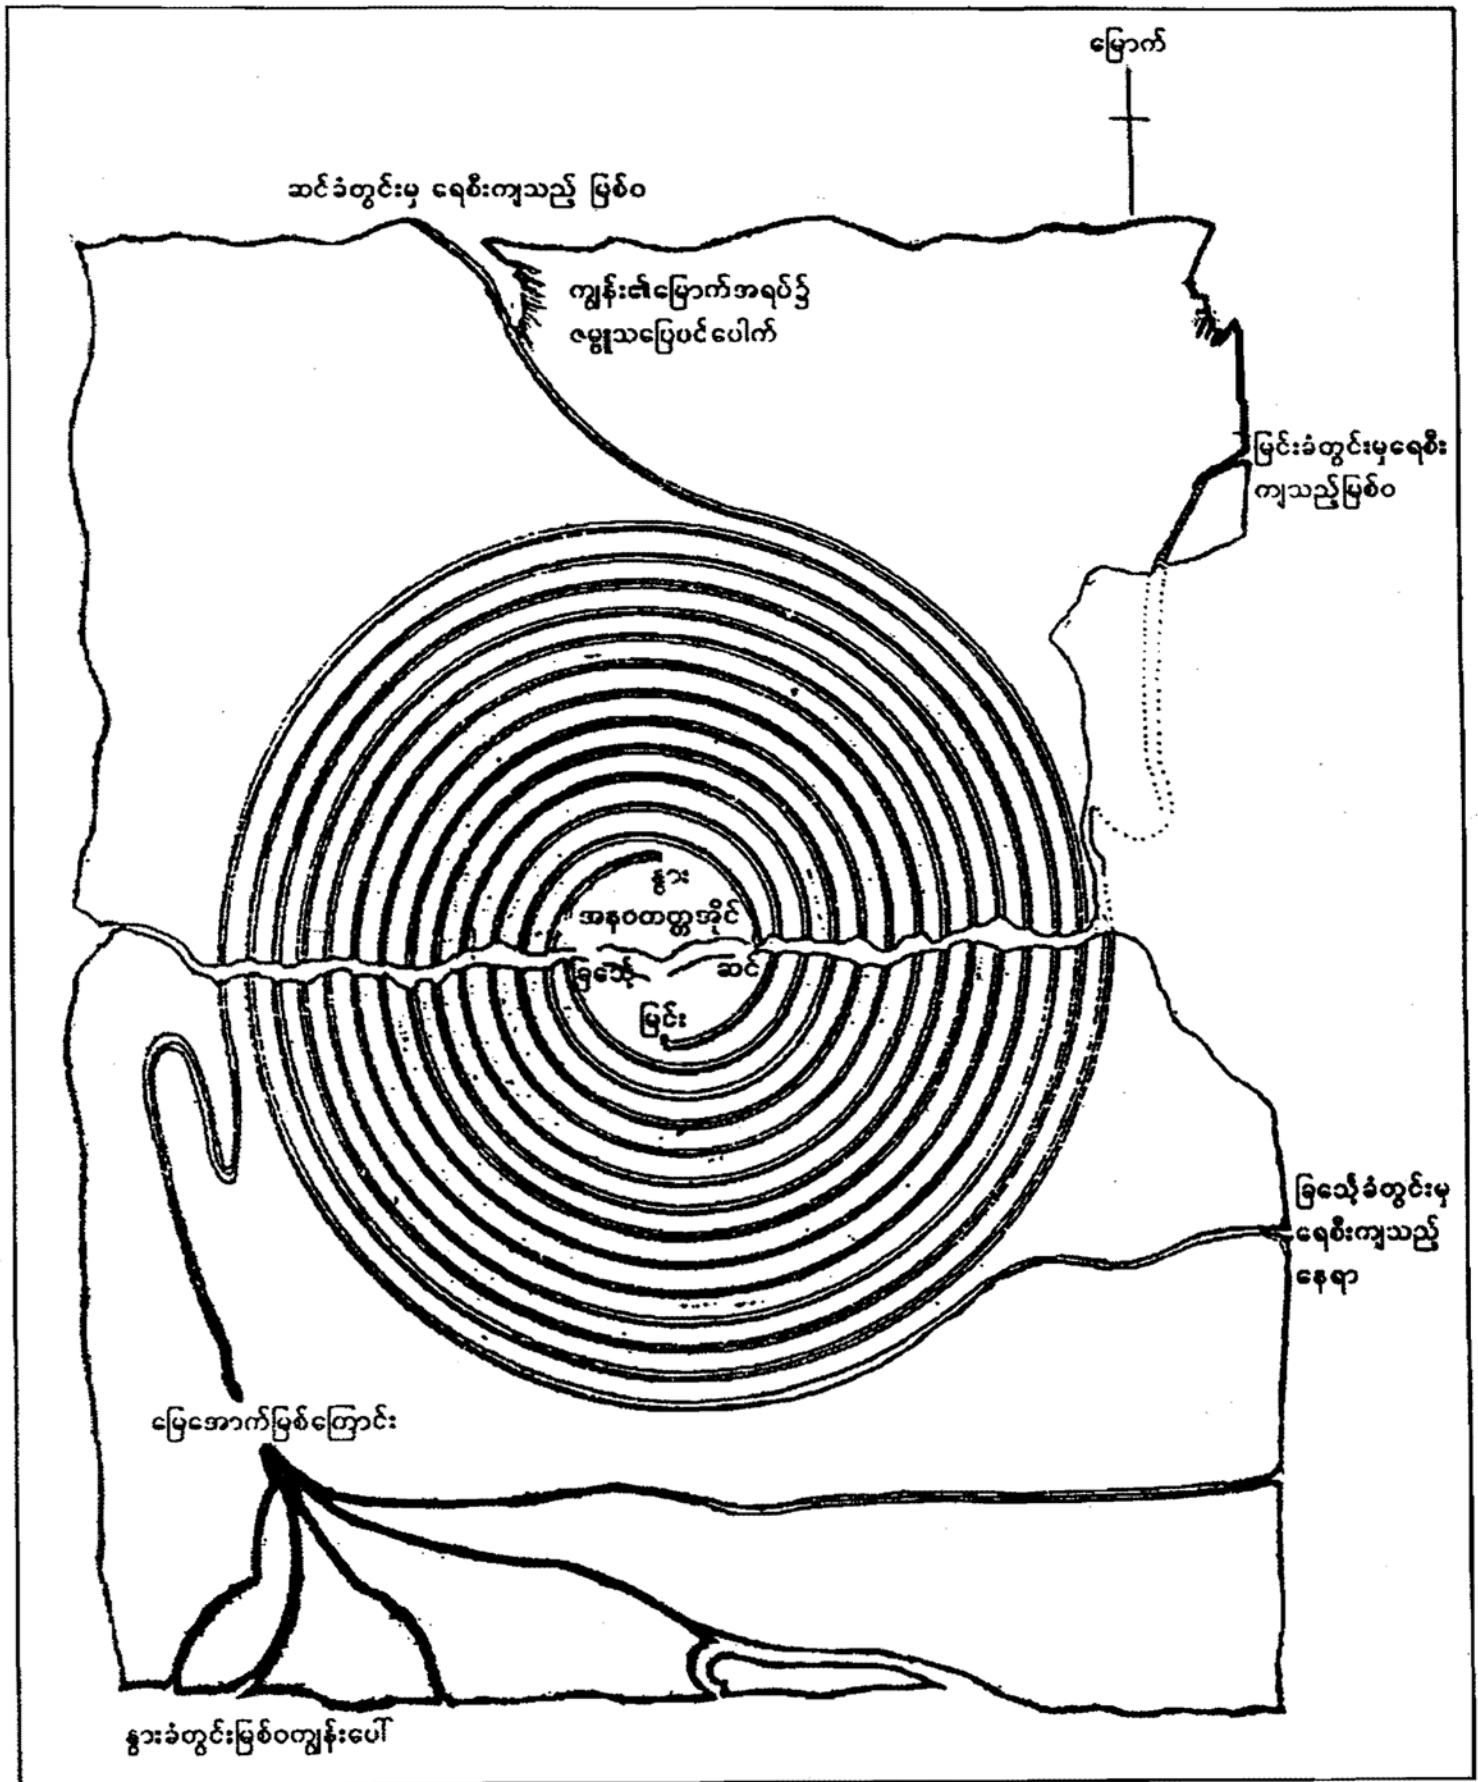 မြောက်
ဆင်ခံတွင်းမှ ရေစီးကျသည့် မြစ်ဝ
ကျွန်း၏မြောက်အရပ်၌
ဇမ္ဗူသပြေပင်ပေါက်
မြင်းခံတွင်းမှရေစီး
ကျသည့်မြစ်ဝ
နွား
အနဝတတ္တအိုင်
ခြင်္သေ့
ဆင်
မြင်း
ခြင်္သေ့ခံတွင်းမှ
ရေစီးကျသည့်
နေရာ
မြေအောက်မြစ်ကြောင်း
နွားခံတွင်းမြစ်ဝကျွန်းပေါ်